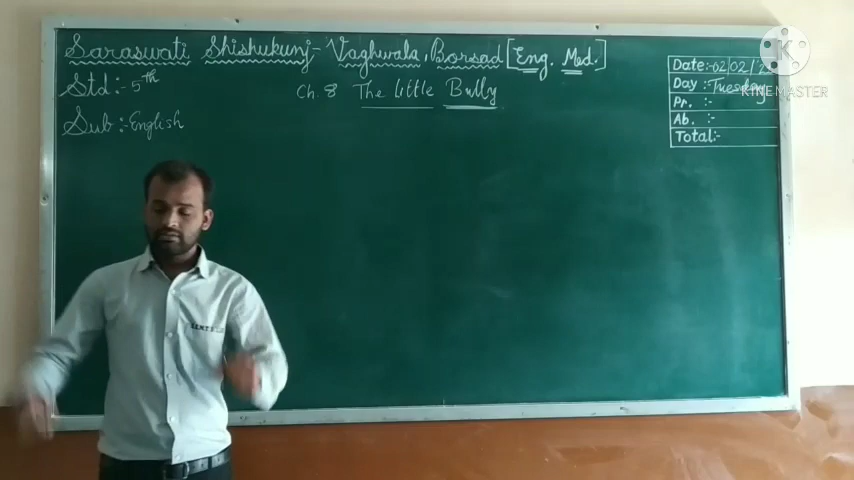 Saraswati Shishukunj-Vaghwala, Borsad [Eng. Med.]
Std:-5th
Ch. 8 The Little Bully
Sub:-English
Date:-02/02/
Day:-Tuesday
Pr. :-
Ab. :-
Total:-
K
KINEMASTER